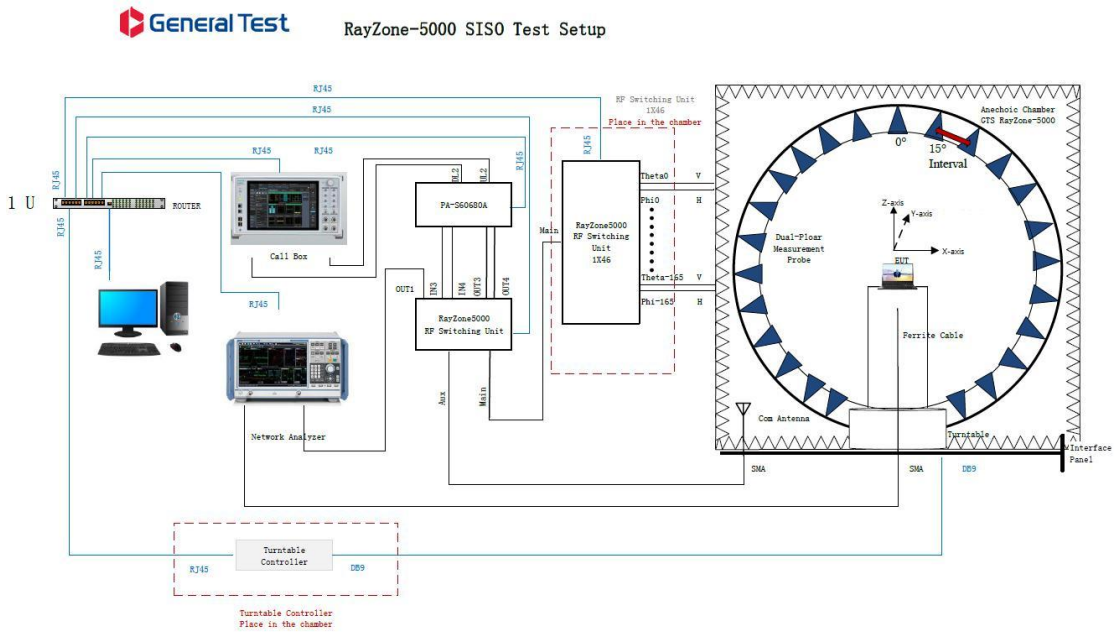 General Test
RayZone-5000 SISO Test Setup
RJ45
RJ45
RJ45
RJ45
RF Switching Unit
1X46
Place in the chamber
Anechoic Chamber
GTS RayZone-5000
0°
15°
Interval
RJ45
RJ45
RJ45
1 U
ROUTER
RJ45
RJ45
DL2
UL2
PA-S60680A
Call Box
Theta0
V
Phi0
H
Main
RayZone5000
RF Switching
Unit
1X46
Theta-165
V
Phi-165
H
Z-axis
Y-axis
X-axis
EUT
Dual-Ploar
Measurement
Probe
OUT1
IN3
IN4
OUT3
OUT4
RJ45
RayZone5000
RF Switching Unit
Ferrite Cable
Aux
Main
Network Analyzer
Com Antenna
Turntable
Interface
Panel
SMA
SMA
DB9
Turntable
Controller
RJ45
DB9
Turntable Controller
Place in the chamber